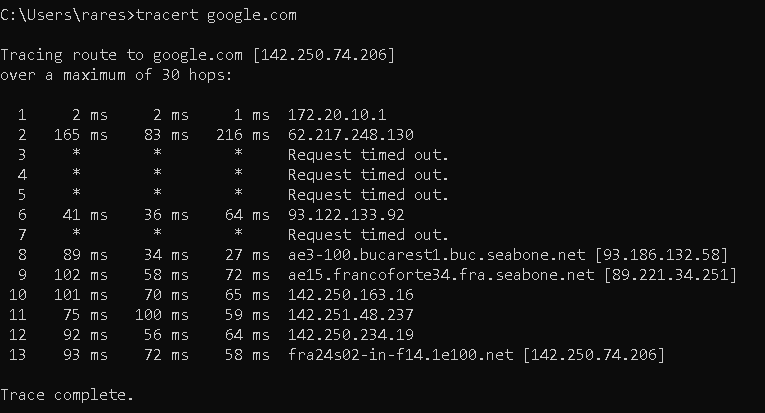 C:\Users\rares>tracert google.com
Tracing route to google.com [142.250.74.206]
over a maximum of 30 hops:
1 2 ms 2 ms 1 ms 172.20.10.1
2 165 ms 83 ms 216 ms 62.217.248.130
3 * * * Request timed out.
4 * * * Request timed out.
5 * * * Request timed out.
6 41 ms 36 ms 64 ms 93.122.133.92
7 * * * Request timed out.
8 89 ms 34 ms 27 ms ae3-100.bucarest1.buc.seabone.net [93.186.132.58]
9 102 ms 58 ms 72 ms ae15.francoforte34.fra.seabone.net [89.221.34.251]
10 101 ms 70 ms 65 ms 142.250.163.16
11 75 ms 100 ms 59 ms 142.251.48.237
12 92 ms 56 ms 64 ms 142.250.234.19
13 93 ms 72 ms 58 ms fra24s02-in-f14.1e100.net [142.250.74.206]
Trace complete.